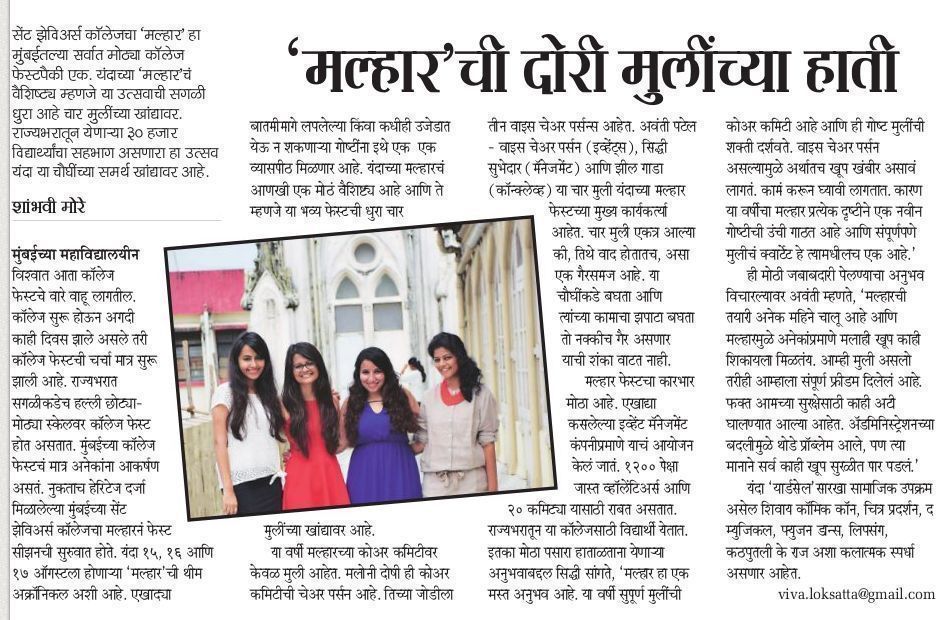 सेंट झेविअर्स कॉलेजचा ‘मल्हार’ हा
मुंबईतल्या सर्वात मोठ्या कॉलेज
फेस्टपैकी एक. यंदाच्या ‘मल्हार’चं
वैशिष्ट्य म्हणजे या उत्सवाची सगळी
धुरा आहे चार मुलींच्या खांद्यावर.
राज्यभरातून येणाऱ्या ३० हजार
विद्यार्थ्यांचा सहभाग असणारा हा उत्सव
यंदा या चौघींच्या समर्थ खांद्यावर आहे.
शांभवी मोरे
‘मल्हार’ची दोरी मुलींच्या हाती
मुंबईच्या महाविद्यालयीन
विश्वात आता कॉलेज
फेस्टचे वारे वाहू लागतील.
कॉलेज सुरू होऊन अगदी
काही दिवस झाले असले तरी
कॉलेज फेस्टची चर्चा मात्र सुरू
झाली आहे. राज्यभरात
सगळीकडेच हल्ली छोट्या-
मोठ्या स्केलवर कॉलेज फेस्ट
होत असतात. मुंबईच्या कॉलेज
फेस्टचं मात्र अनेकांना आकर्षण
असतं. नुकताच हेरिटेज दर्जा
मिळालेल्या मुंबईच्या सेंट
झेविअर्स कॉलेजचा मल्हारनं फेस्ट
सीझनची सुरुवात होते. यंदा १५, १६ आणि
१७ ऑगस्टला होणाऱ्या ‘मल्हार’ची थीम
अक्रॉनिकल अशी आहे. एखाद्या
बातमीमागे लपलेल्या किंवा कधीही उजेडात
येऊ न शकणाऱ्या गोष्टींना इथे एक एक
व्यासपीठ मिळणार आहे. यंदाच्या मल्हारचं
आणखी एक मोठं वैशिष्ट्य आहे आणि ते
म्हणजे या भव्य फेस्टची धुरा चार
मुलींच्या खांद्यावर आहे.
या वर्षी मल्हारच्या कोअर कमिटीवर
केवळ मुली आहेत. मलोनी दोषी ही कोअर
कमिटीची चेअर पर्सन आहे. तिच्या जोडीला
तीन वाइस चेअर पर्सन्स आहेत. अवंती पटेल
- वाइस चेअर पर्सन (इव्हेंट्स), सिद्धी
सुभेदार (मॅनेजमेंट) आणि झील गाडा
(कॉन्क्लेव्ह) या चार मुली यंदाच्या मल्हार
फेस्टच्या मुख्य कार्यकर्त्या
आहेत. चार मुली एकत्र आल्या
की, तिथे वाद होतातच, असा
एक गैरसमज आहे. या
चौघींकडे बघता आणि
त्यांच्या कामाचा झपाटा बघता
तो नक्कीच गैर असणार
याची शंका वाटत नाही.
मल्हार फेस्टचा कारभार
मोठा आहे. एखाद्या
कसलेल्या इव्हेंट मॅनेजमेंट
कंपनीप्रमाणे याचं आयोजन
केलं जातं. १२०० पेक्षा
जास्त व्हॉलेंटिअर्स आणि
२० कमिट्या यासाठी राबत असतात.
राज्यभरातून या कॉलेजसाठी विद्यार्थी येतात.
इतका मोठा पसारा हाताळताना येणाऱ्या
अनुभवाबद्दल सिद्धी सांगते, ‘मल्हार हा एक
मस्त अनुभव आहे. या वर्षी सुपूर्ण मुलींची
कोअर कमिटी आहे आणि ही गोष्ट मुलींची
शक्ती दर्शवते. वाइस चेअर पर्सन
असल्यामुळे अर्थातच खूप खंबीर असावं
लागतं. कामं करून घ्यावी लागतात. कारण
या वर्षीचा मल्हार प्रत्येक दृष्टीने एक नवीन
गोष्टीची उंची गाठत आहे आणि संपूर्णपणे
मुलींचं क्वार्टेट हे त्यामधीलच एक आहे.’
ही मोठी जबाबदारी पेलण्याचा अनुभव
विचारल्यावर अवंती म्हणते, ‘मल्हारची
तयारी अनेक महिने चालू आहे आणि
मल्हारमुळे अनेकांप्रमाणे मलाही खूप काही
शिकायला मिळतंय. आम्ही मुली असलो
तरीही आम्हाला संपूर्ण फ्रीडम दिलेलं आहे.
फक्त आमच्या सुरक्षेसाठी काही अटी
घालण्यात आल्या आहेत. अ‍ॅडमिनिस्ट्रेशनच्या
बदलीमुळे थोडे प्रॉब्लेम आले, पण त्या
मानाने सर्व काही खूप सुरळीत पार पडलं.’
यंदा ‘यार्डसेल’सारखा सामाजिक उपक्रम
असेल शिवाय कॉमिक कॉन, चित्र प्रदर्शन, द
म्युजिकल, फ्युजन डान्स, लिपसंग,
कठपुतली के राज अशा कलात्मक स्पर्धा
असणार आहेत.
viva.loksatta@gmail.com